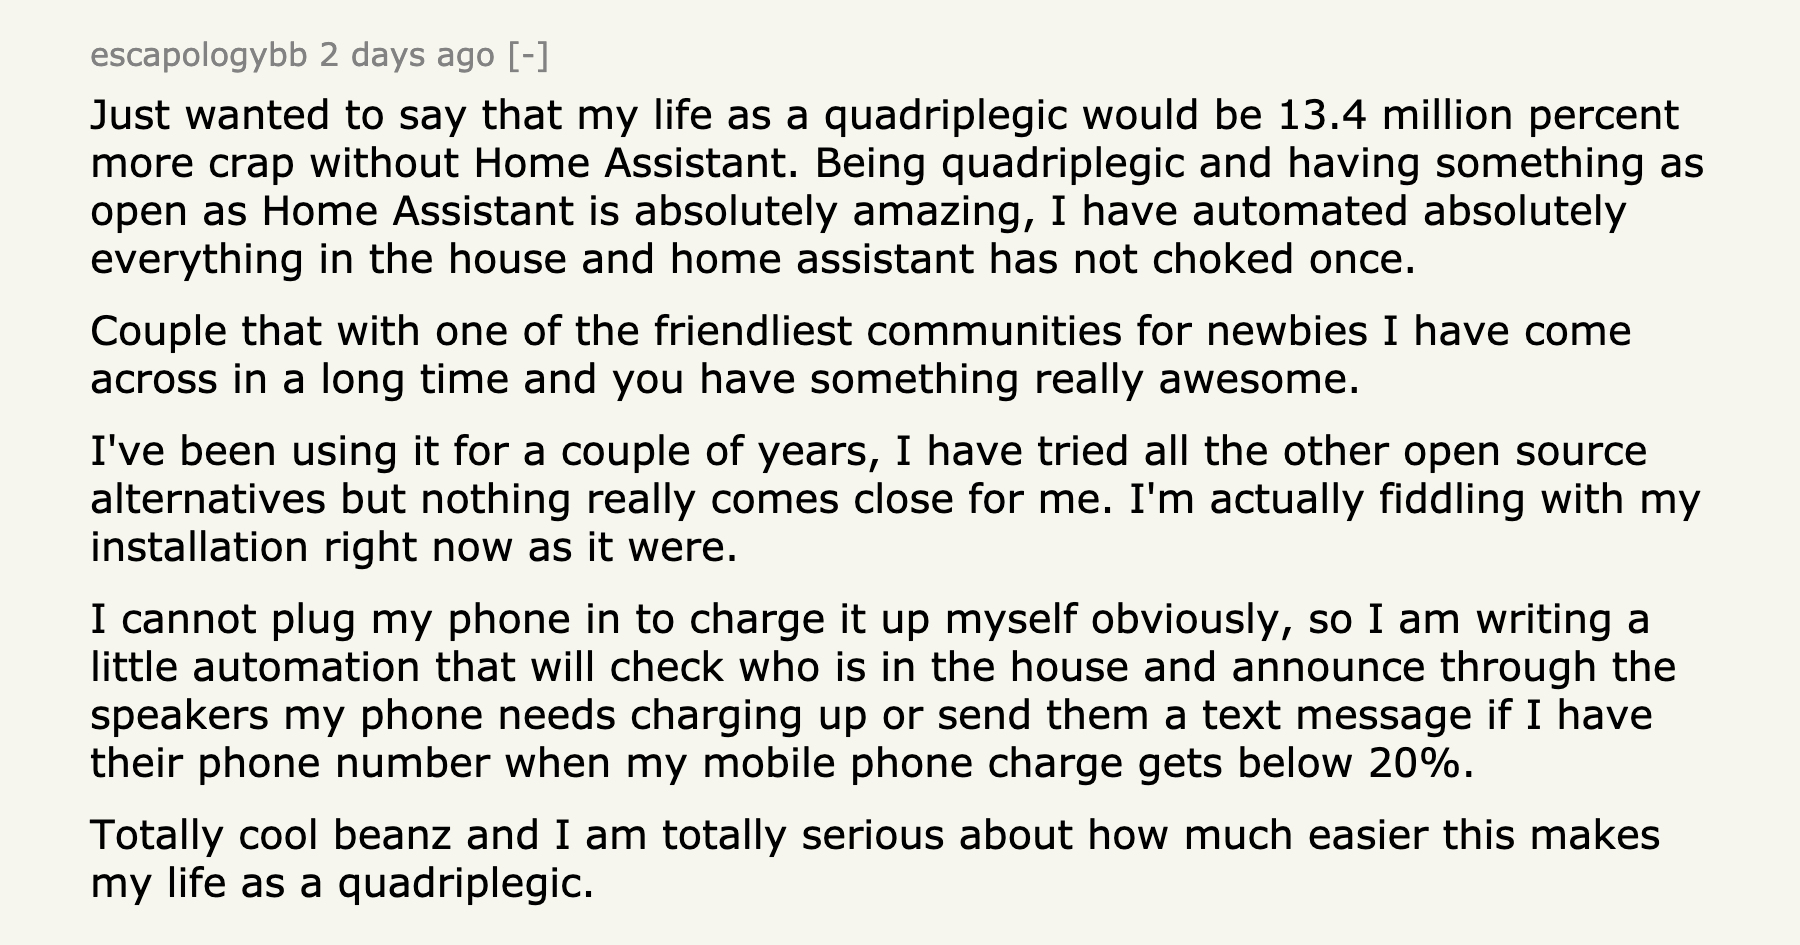 escapologybb 2 days ago [-]
Just wanted to say that my life as a quadriplegic would be 13.4 million percent
more crap without Home Assistant. Being quadriplegic and having something as
open as Home Assistant is absolutely amazing, I have automated absolutely
everything in the house and home assistant has not choked once.
Couple that with one of the friendliest communities for newbies I have come
across in a long time and you have something really awesome.
I've been using it for a couple of years, I have tried all the other open source
alternatives but nothing really comes close for me. I'm actually fiddling with my
installation right now as it were.
I cannot plug my phone in to charge it up myself obviously, so I am writing a
little automation that will check who is in the house and announce through the
speakers my phone needs charging up or send them a text message if I have
their phone number when my mobile phone charge gets below 20%.
Totally cool beanz and I am totally serious about how much easier this makes
my life as a quadriplegic.